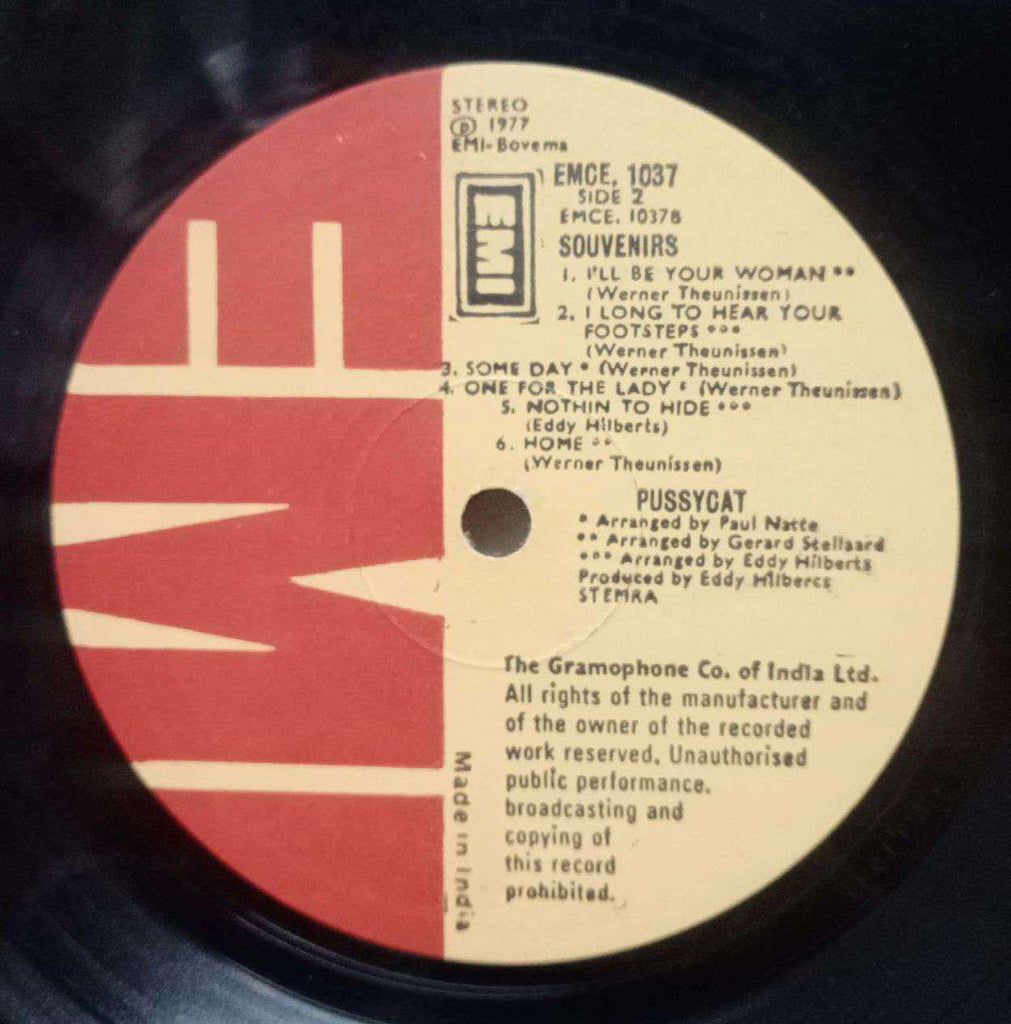 STEREO
Ⓟ 1977
EMI-Bovema
EMI
EMCE. 1037
SIDE 2
EMCE. 1037B
SOUVENIRS
1. I'LL BE YOUR WOMAN **
(Werner Theunissen)
2. I LONG TO HEAR YOUR
FOOTSTEPS ***
(Werner Theunissen)
3. SOME DAY * (Werner Theunissen)
4. ONE FOR THE LADY * (Werner Theunissen)
5. NOTHIN TO HIDE ***
(Eddy Hilberts)
6. HOME **
(Werner Theunissen)
PUSSYCAT
* Arranged by Paul Natte
** Arranged by Gerard Stellaard
*** Arranged by Eddy Hilberts
Produced by Eddy Hilberts
STEMRA
The Gramophone Co. of India Ltd.
All rights of the manufacturer and
of the owner of the recorded
work reserved. Unauthorised
public performance.
broadcasting and
copying of
this record
prohibited.
Made in India
EMI